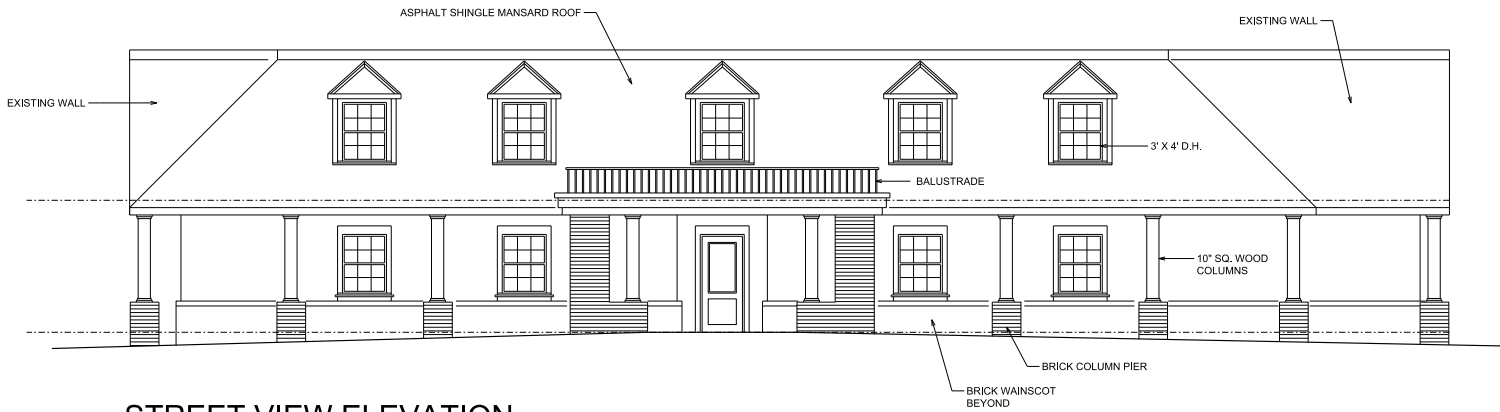 ASPHALT SHINGLE MANSARD ROOF
EXISTING WALL
EXISTING WALL
3' X 4' D.H.
BALUSTRADE
10" SQ. WOOD
COLUMNS
BRICK COLUMN PIER
BRICK WAINSCOT
BEYOND
STREET VIEW ELEVATION